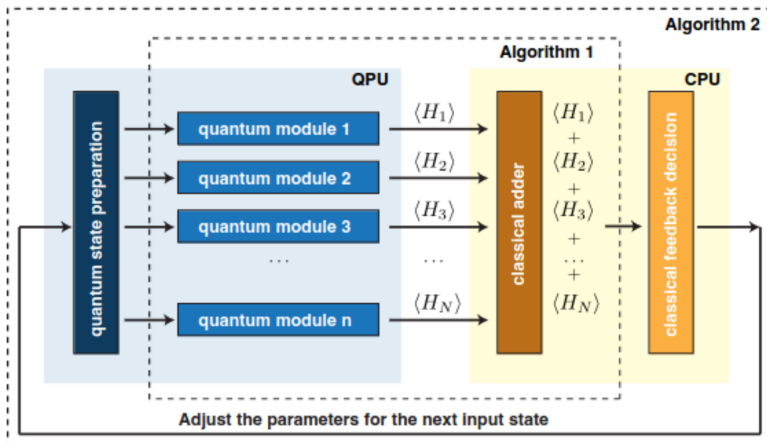 Algorithm 2
Algorithm 1
QPU
CPU
quantum state preparation
quantum module 1
quantum module 2
quantum module 3
...
quantum module n
⟨H₁⟩
⟨H₂⟩
⟨H₃⟩
...
⟨H_N⟩
classical adder
⟨H₁⟩
+
⟨H₂⟩
+
⟨H₃⟩
+
...
+
⟨H_N⟩
classical feedback decision
Adjust the parameters for the next input state